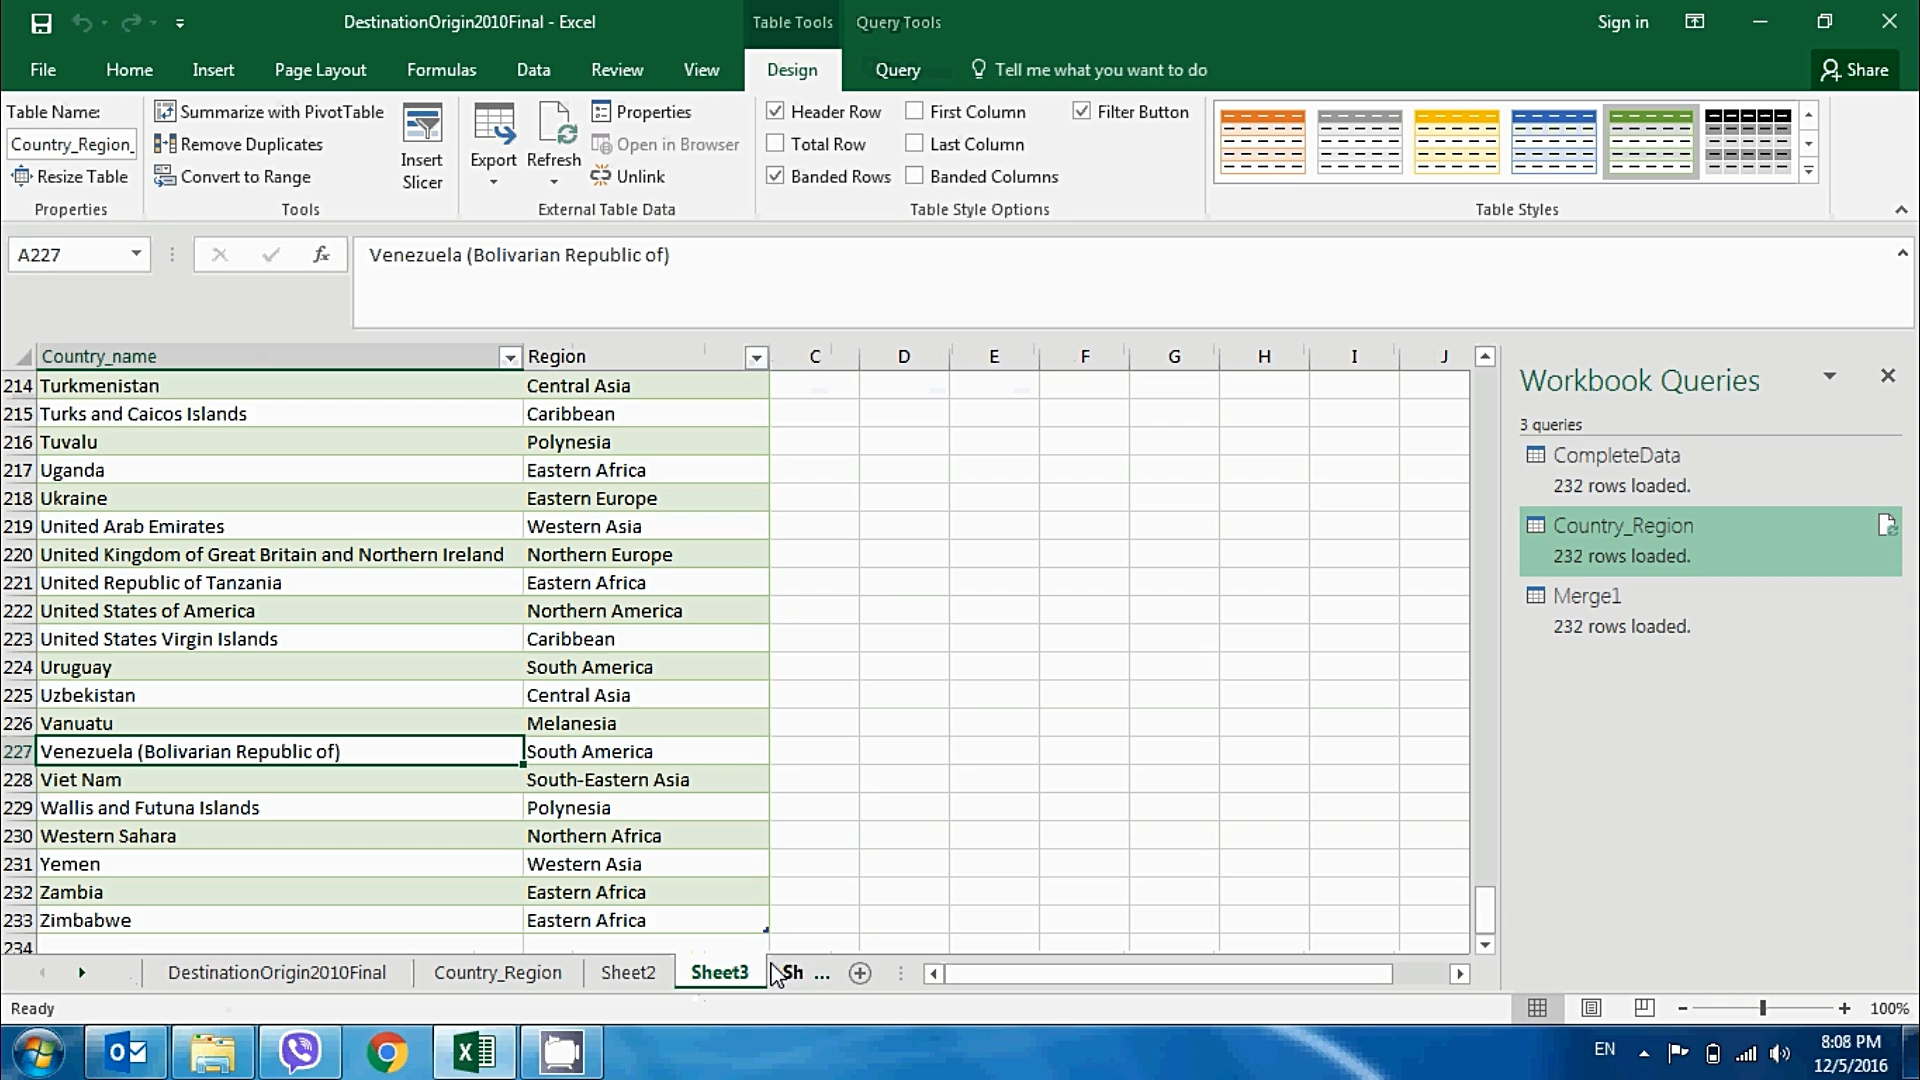 DestinationOrigin2010Final - Excel
Table Tools
Query Tools
Sign in
File
Home
Insert
Page Layout
Formulas
Data
Review
View
Design
Query
Tell me what you want to do
Share
Table Name:
Country_Region_
Resize Table
Properties
Summarize with PivotTable
Remove Duplicates
Convert to Range
Tools
Insert
Slicer
Export
Refresh
Properties
Open in Browser
Unlink
External Table Data
Header Row
Total Row
Banded Rows
First Column
Last Column
Banded Columns
Filter Button
Table Style Options
Table Styles
A227
fx
Venezuela (Bolivarian Republic of)
Country_name Region C D E F G H I J
214 Turkmenistan Central Asia
215 Turks and Caicos Islands Caribbean
216 Tuvalu Polynesia
217 Uganda Eastern Africa
218 Ukraine Eastern Europe
219 United Arab Emirates Western Asia
220 United Kingdom of Great Britain and Northern Ireland Northern Europe
221 United Republic of Tanzania Eastern Africa
222 United States of America Northern America
223 United States Virgin Islands Caribbean
224 Uruguay South America
225 Uzbekistan Central Asia
226 Vanuatu Melanesia
227 Venezuela (Bolivarian Republic of) South America
228 Viet Nam South-Eastern Asia
229 Wallis and Futuna Islands Polynesia
230 Western Sahara Northern Africa
231 Yemen Western Asia
232 Zambia Eastern Africa
233 Zimbabwe Eastern Africa
234
Workbook Queries
3 queries
CompleteData
232 rows loaded.
Country_Region
232 rows loaded.
Merge1
232 rows loaded.
DestinationOrigin2010Final
Country_Region
Sheet2
Sheet3
Sh ...
Ready
100%
EN
8:08 PM
12/5/2016